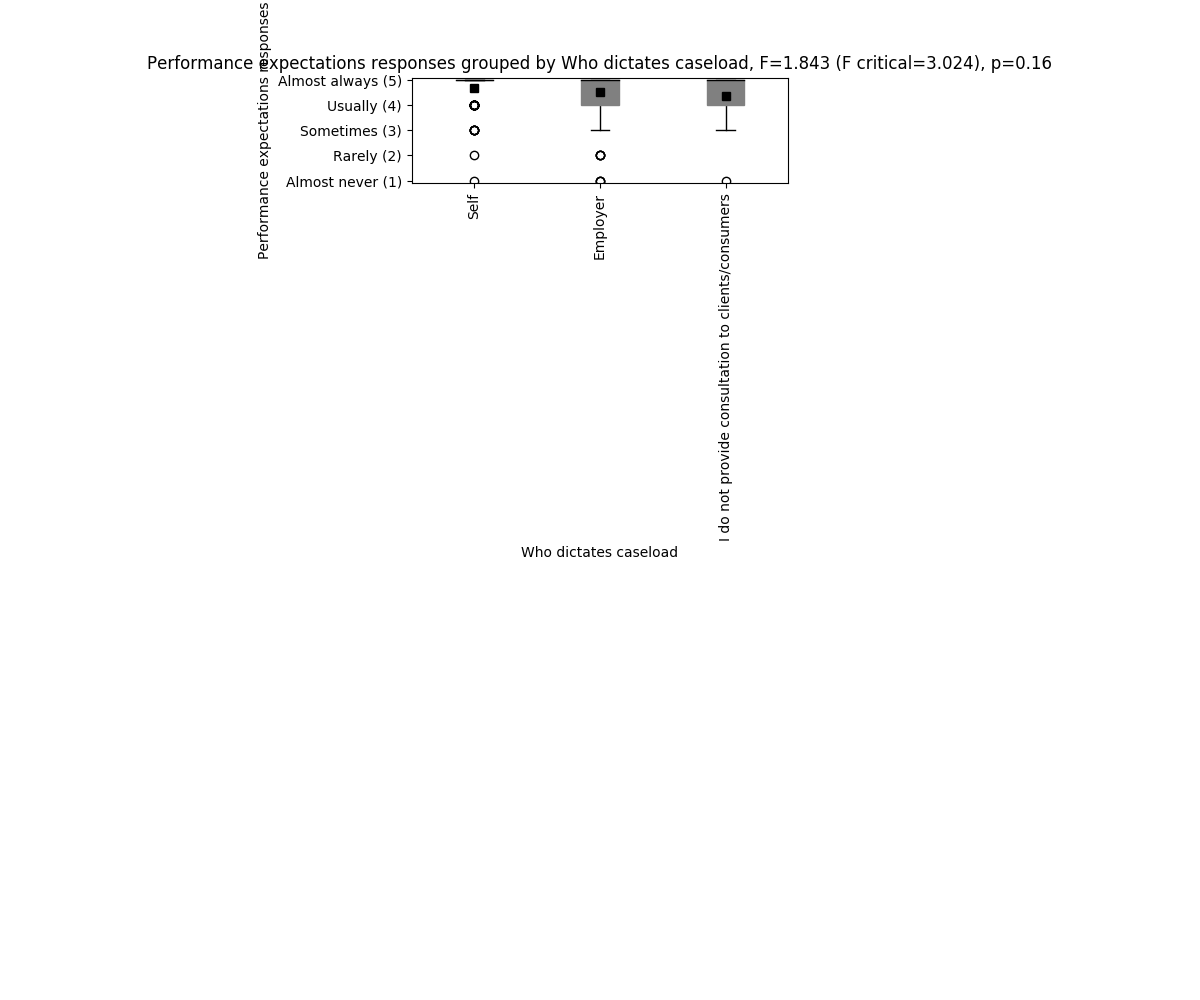 Performance expectations responses grouped by Who dictates caseload, F=1.843 (F critical=3.024), p=0.16
Performance expectations responses
Almost always (5)
Usually (4)
Sometimes (3)
Rarely (2)
Almost never (1)
Self
Employer
I do not provide consultation to clients/consumers
Who dictates caseload